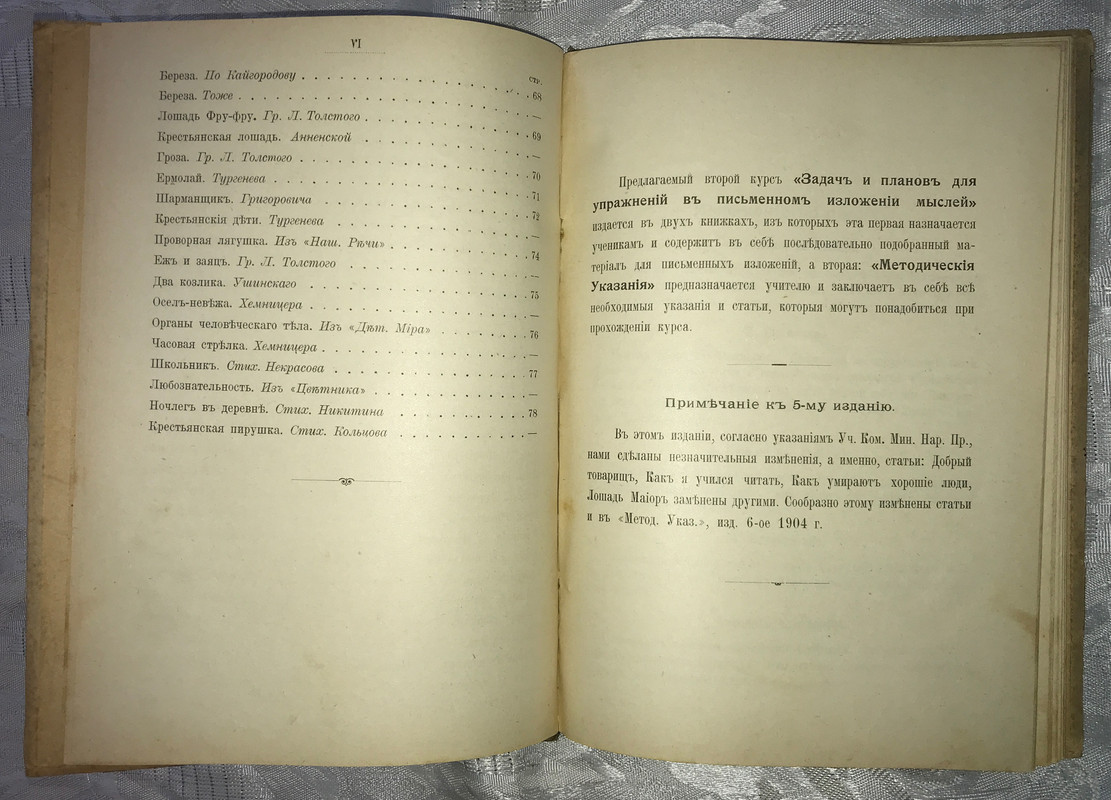 VI
стр.
Береза. По Кайгородову . . . . . . . . . . . . . . 68
Береза. Тоже . . . . . . . . . . . . . . . . . —
Лошадь Фру-фру. Гр. Л. Толстого . . . . . . . . . . 69
Крестьянская лошадь. Анненской . . . . . . . . . . —
Гроза. Гр. Л. Толстого . . . . . . . . . . . . . . 70
Ермолай. Тургенева . . . . . . . . . . . . . . . 71
Шарманщикъ. Григоровича . . . . . . . . . . . . 72
Крестьянскія дѣти. Тургенева . . . . . . . . . . . —
Проворная лягушка. Изъ «Наш. Рѣчи» . . . . . . . . 74
Ежъ и заяцъ. Гр. Л. Толстого . . . . . . . . . . . —
Два козлика. Ушинскаго . . . . . . . . . . . . . 75
Оселъ-невѣжа. Хемницера . . . . . . . . . . . . . —
Органы человѣческаго тѣла. Изъ «Дѣт. Міра» . . . . . . 76
Часовая стрѣлка. Хемницера . . . . . . . . . . . . —
Школьникъ. Стих. Некрасова . . . . . . . . . . . . 77
Любознательность. Изъ «Цвѣтника» . . . . . . . . . —
Ночлегъ въ деревнѣ. Стих. Никитина . . . . . . . . 78
Крестьянская пирушка. Стих. Кольцова . . . . . . . . —
Предлагаемый второй курсъ «Задачъ и плановъ для
упражненій въ письменномъ изложеніи мыслей»
издается въ двухъ книжкахъ, изъ которыхъ эта первая назначается
ученикамъ и содержитъ въ себѣ послѣдовательно подобранный ма-
теріалъ для письменныхъ изложеній, а вторая: «Методическія
Указанія» предназначается учителю и заключаетъ въ себѣ всѣ
необходимыя указанія и статьи, которыя могутъ понадобиться при
прохожденіи курса.
Примѣчаніе къ 5-му изданію.
Въ этомъ изданіи, согласно указаніямъ Уч. Ком. Мин. Нар. Пр.,
нами сдѣланы незначительныя измѣненія, а именно, статьи: Добрый
товарищъ, Какъ я учился читать, Какъ умираютъ хорошіе люди,
Лошадь Маіоръ замѣнены другими. Сообразно этому измѣнены статьи
и въ «Метод. Указ.», изд. 6-ое 1904 г.